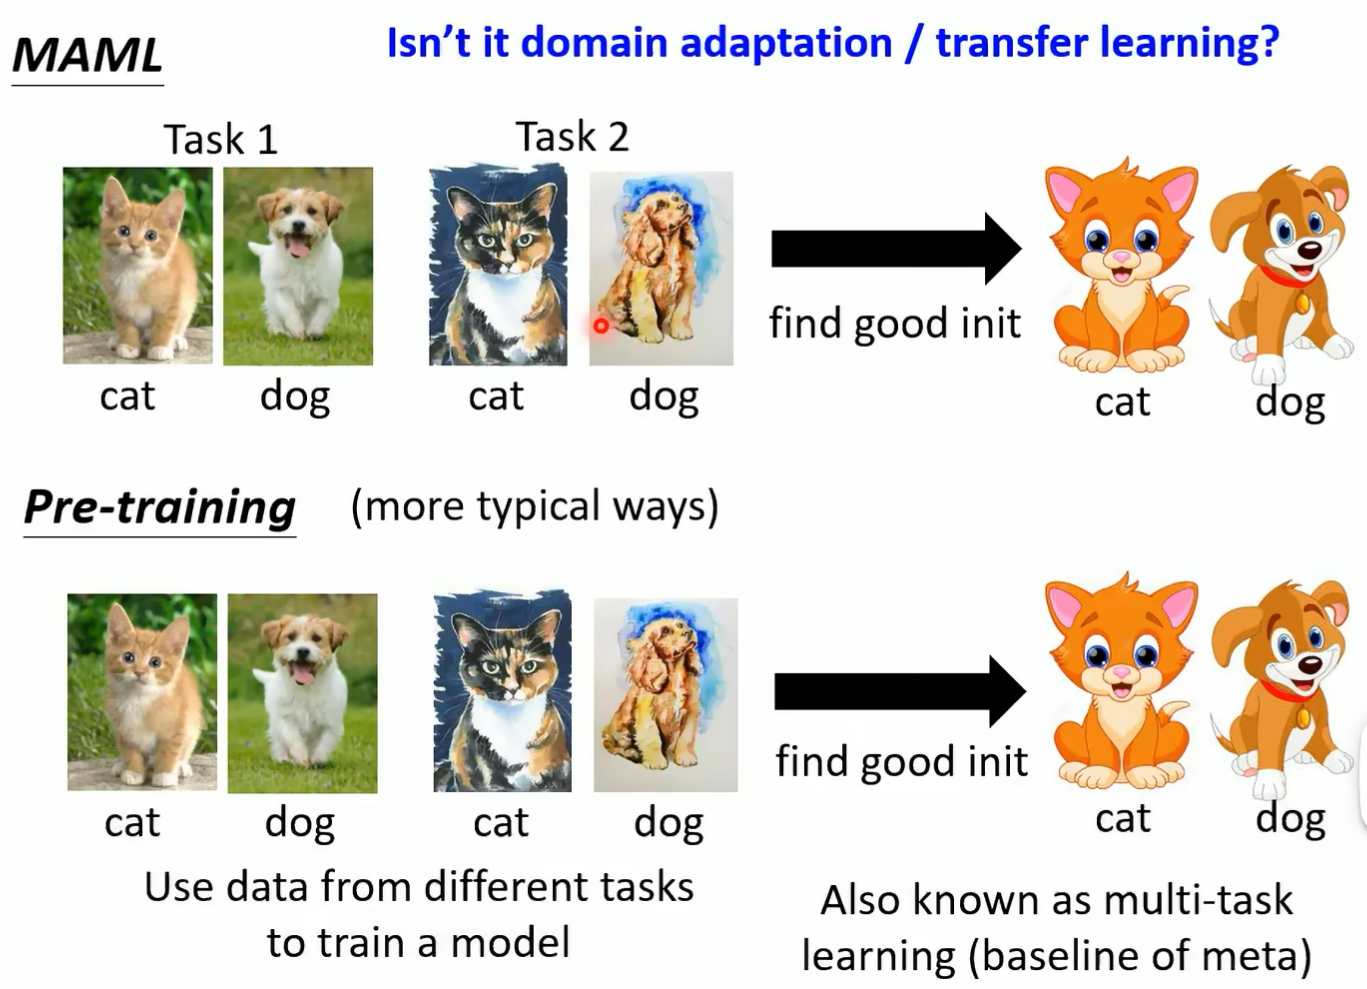 MAML
Isn't it domain adaptation / transfer learning?
Task 1
Task 2
find good init
cat
dog
cat
dog
cat
dog
Pre-training
(more typical ways)
find good init
cat
dog
cat
dog
cat
dog
Use data from different tasks
to train a model
Also known as multi-task
learning (baseline of meta)